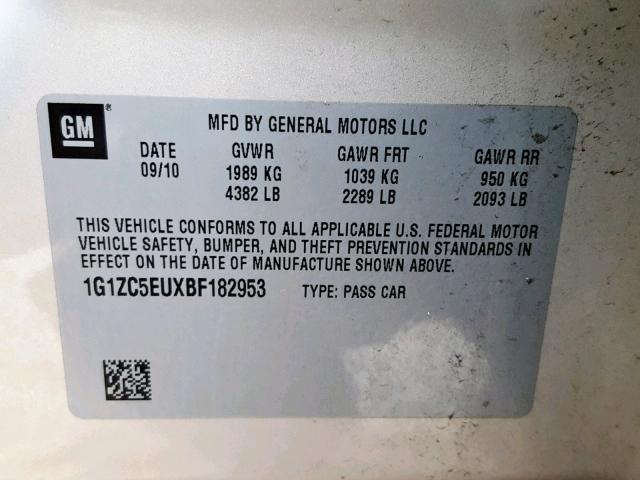 GM®
MFD BY GENERAL MOTORS LLC
DATE GVWR GAWR FRT GAWR RR
09/10 1989 KG 1039 KG 950 KG
4382 LB 2289 LB 2093 LB
THIS VEHICLE CONFORMS TO ALL APPLICABLE U.S. FEDERAL MOTOR
VEHICLE SAFETY, BUMPER, AND THEFT PREVENTION STANDARDS IN
EFFECT ON THE DATE OF MANUFACTURE SHOWN ABOVE.
1G1ZC5EUXBF182953 TYPE: PASS CAR